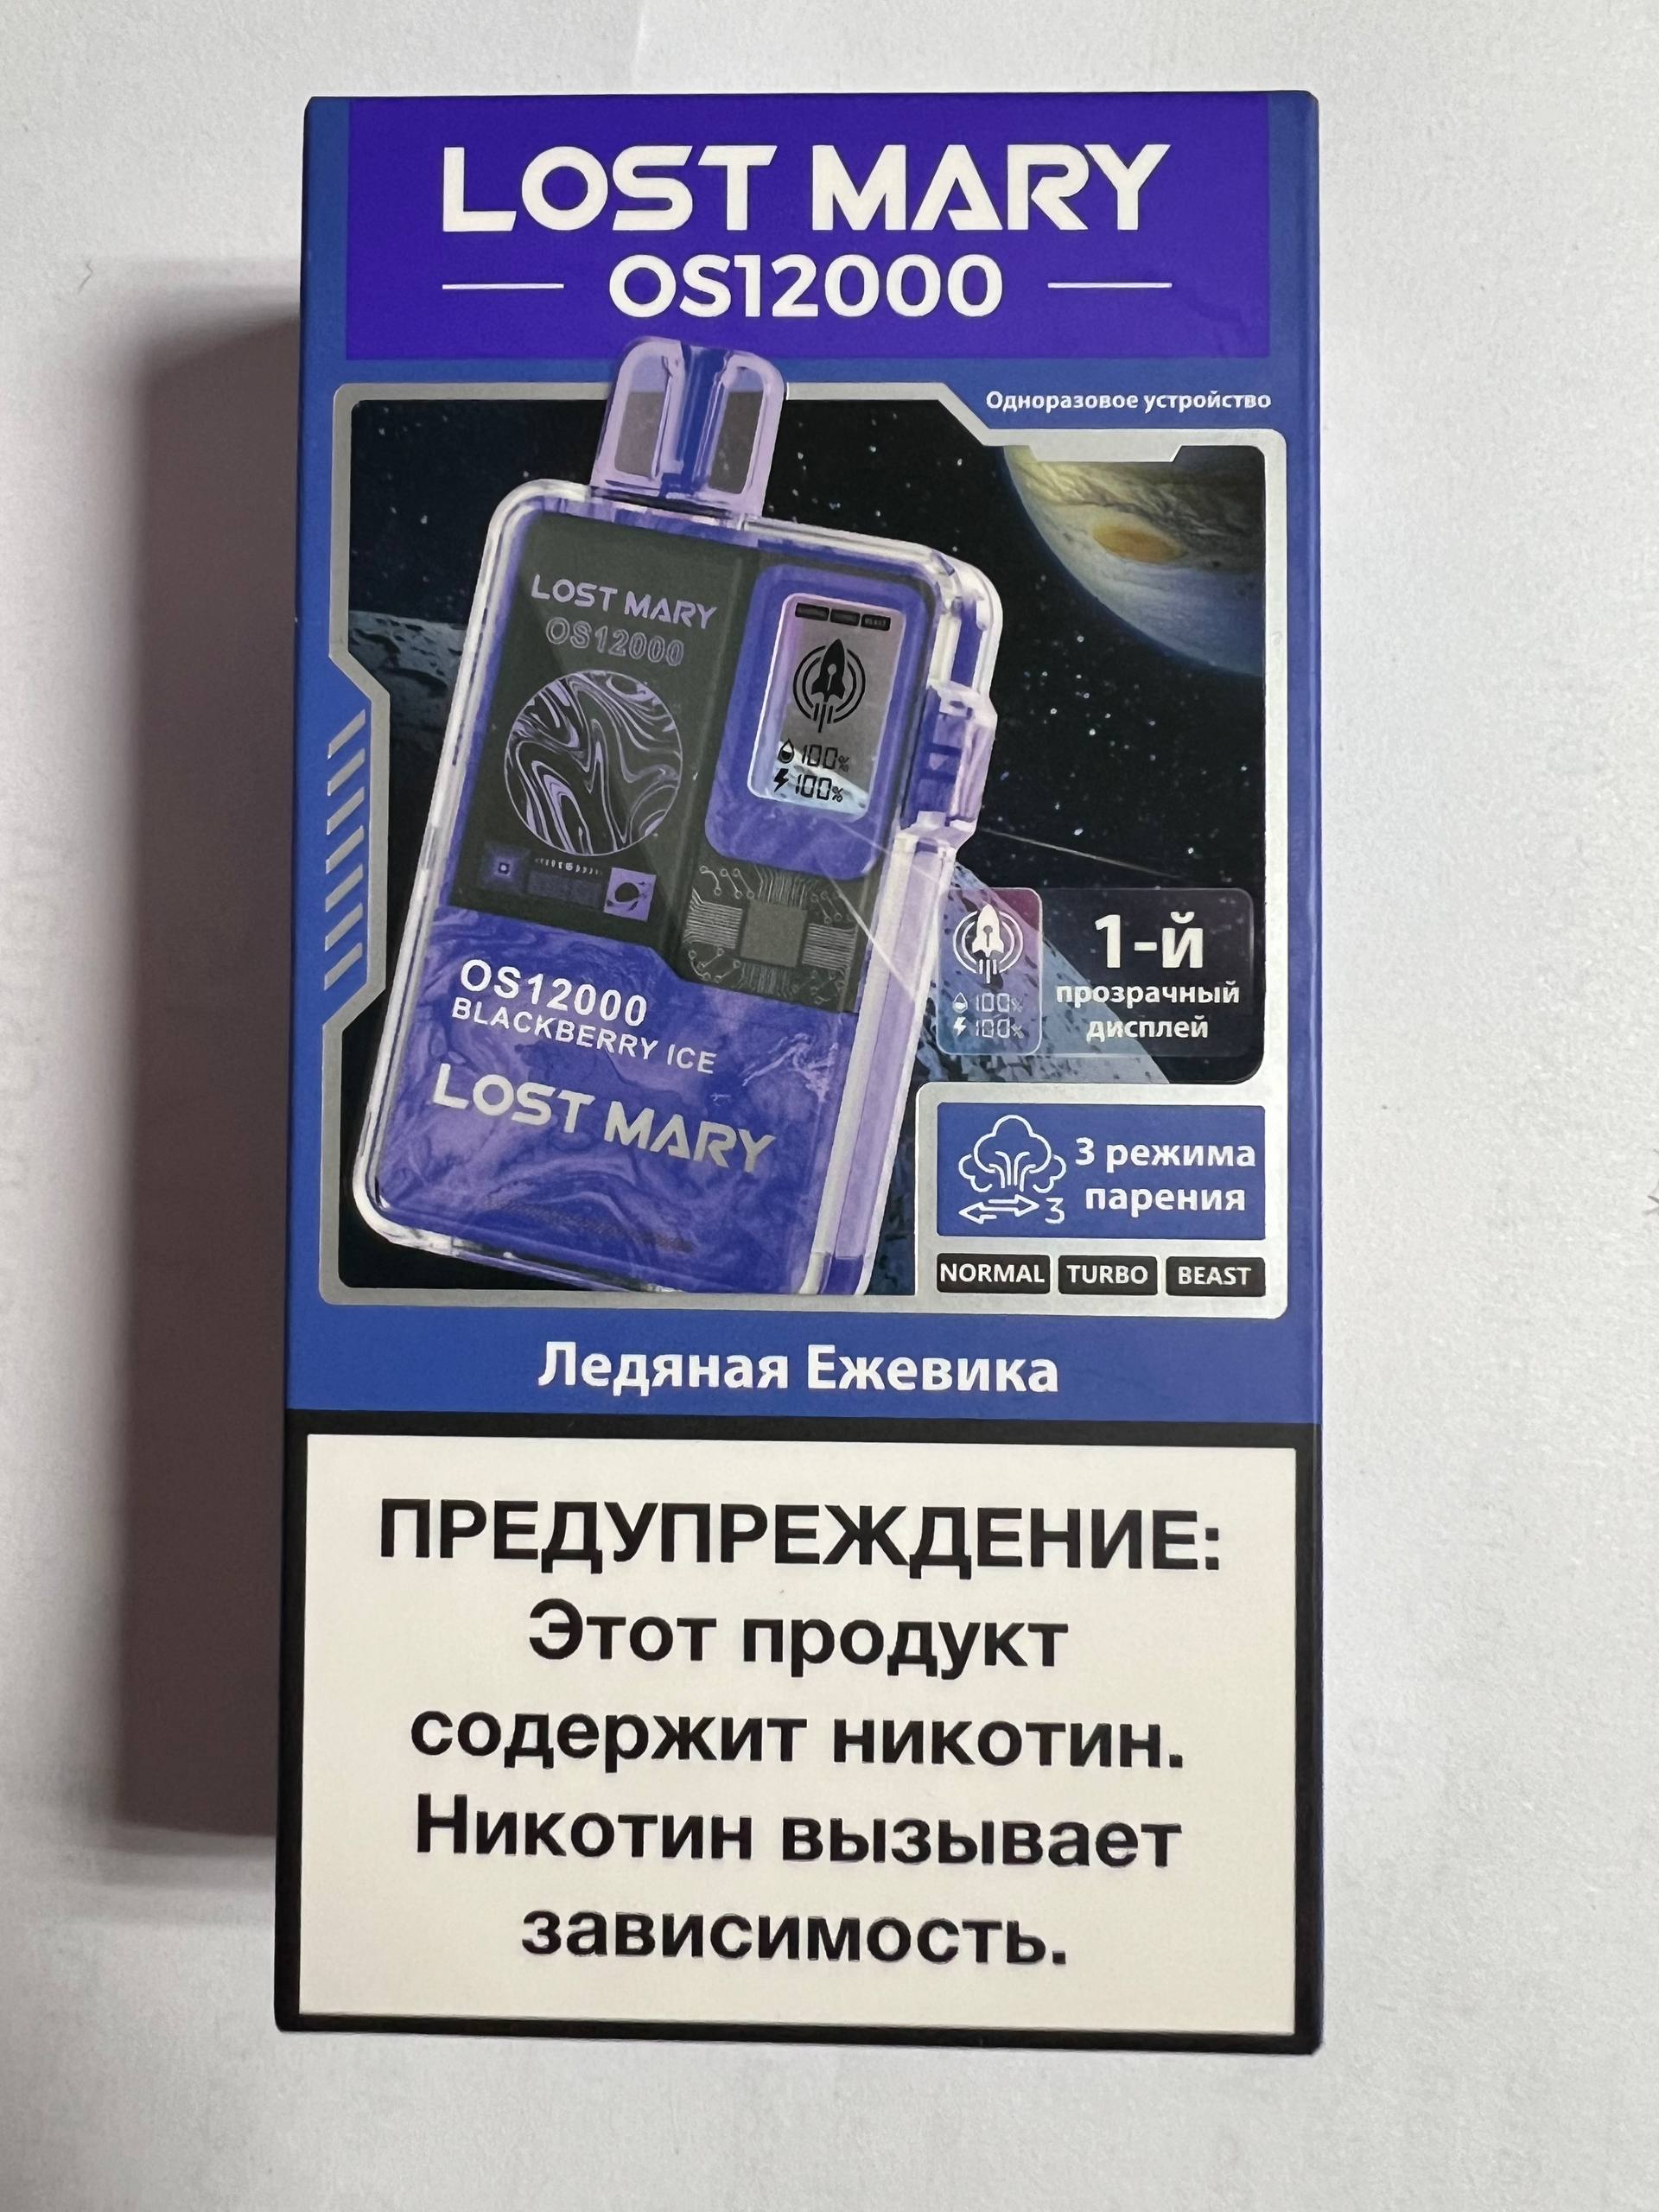 LOST MARY
OS12000
Одноразовое устройство
LOST MARY
OS12000
100%
100%
OS12000
BLACKBERRY ICE
LOST MARY
1-й
прозрачный
дисплей
100%
100%
3 режима
парения
3
NORMAL TURBO BEAST
Ледяная Ежевика
ПРЕДУПРЕЖДЕНИЕ:
Этот продукт
содержит никотин.
Никотин вызывает
зависимость.